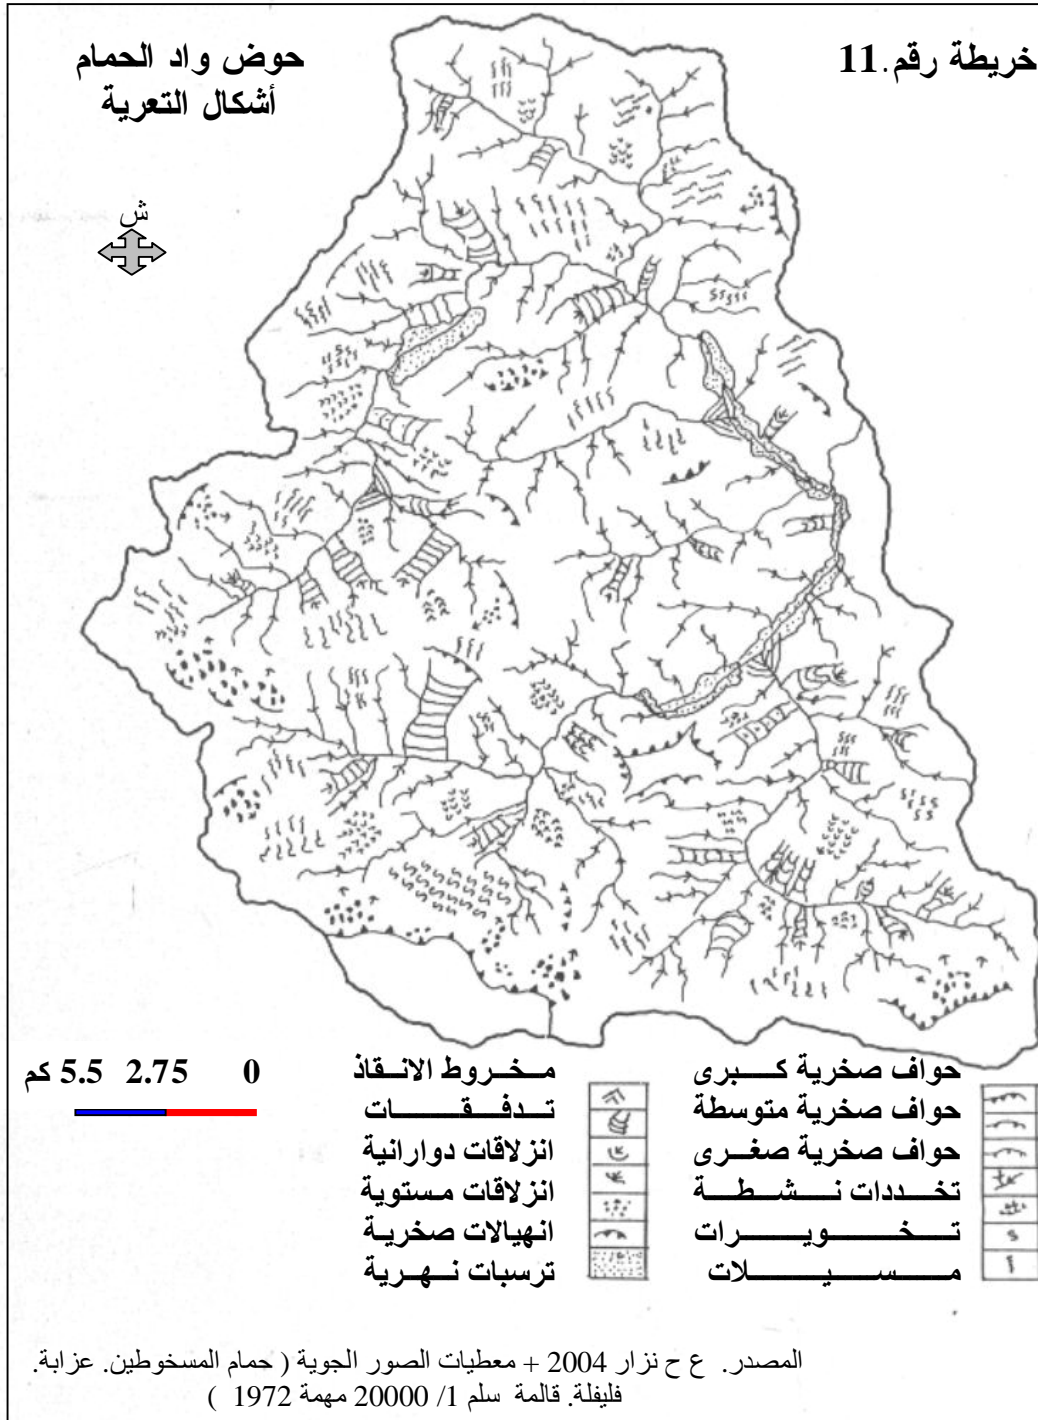 خريطة رقم.11
حوض واد الحمام
أشكال التعرية
ش
حواف صخرية كبرى
حواف صخرية متوسطة
حواف صخرية صغرى
تخددات نشطة
تخويرات
مسيلات
مخروط الانقاذ
تدفقات
انزلاقات دوارانية
انزلاقات مستوية
انهيالات صخرية
ترسبات نهرية
0 2.75 5.5 كم
المصدر. ع ح نزار 2004 + معطيات الصور الجوية ( حمام المسخوطين. عزابة.
فليفلة. قالمة سلم 1/ 20000 مهمة 1972 )